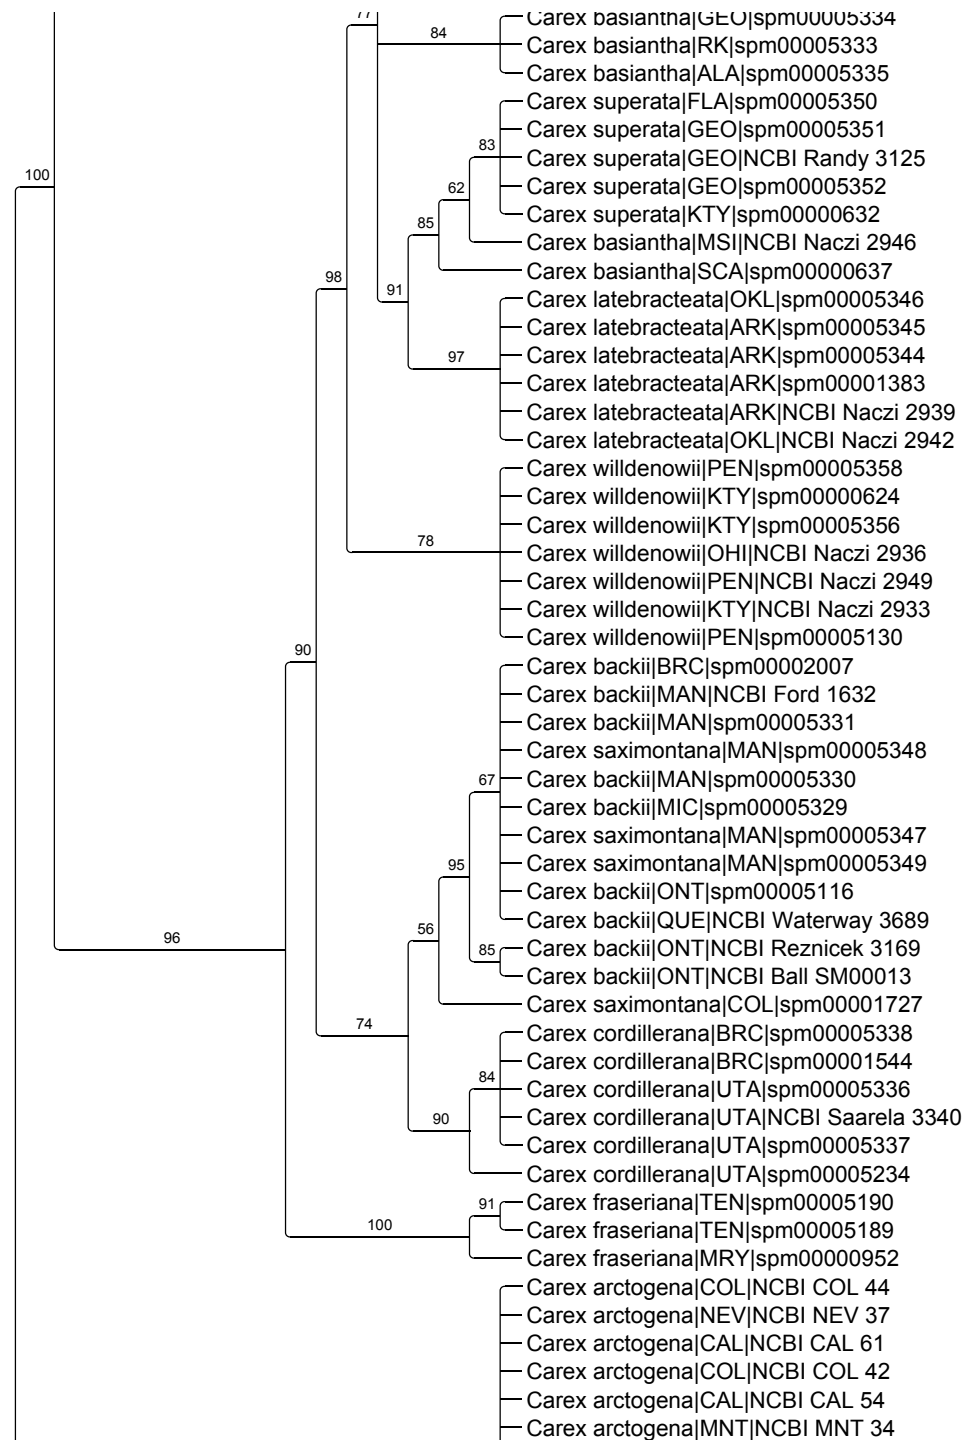 77
Carex basiantha|GEO|spm00005334
84
Carex basiantha|RK|spm00005333
Carex basiantha|ALA|spm00005335
Carex superata|FLA|spm00005350
Carex superata|GEO|spm00005351
83
Carex superata|GEO|NCBI Randy 3125
100
62
Carex superata|GEO|spm00005352
Carex superata|KTY|spm00000632
85
Carex basiantha|MSI|NCBI Naczi 2946
98
Carex basiantha|SCA|spm00000637
91
Carex latebracteata|OKL|spm00005346
Carex latebracteata|ARK|spm00005345
97
Carex latebracteata|ARK|spm00005344
Carex latebracteata|ARK|spm00001383
Carex latebracteata|ARK|NCBI Naczi 2939
Carex latebracteata|OKL|NCBI Naczi 2942
Carex willdenowii|PEN|spm00005358
Carex willdenowii|KTY|spm00000624
Carex willdenowii|KTY|spm00005356
78
Carex willdenowii|OHI|NCBI Naczi 2936
Carex willdenowii|PEN|NCBI Naczi 2949
Carex willdenowii|KTY|NCBI Naczi 2933
Carex willdenowii|PEN|spm00005130
90
Carex backii|BRC|spm00002007
Carex backii|MAN|NCBI Ford 1632
Carex backii|MAN|spm00005331
Carex saximontana|MAN|spm00005348
67
Carex backii|MAN|spm00005330
Carex backii|MIC|spm00005329
Carex saximontana|MAN|spm00005347
95
Carex saximontana|MAN|spm00005349
Carex backii|ONT|spm00005116
Carex backii|QUE|NCBI Waterway 3689
96
56
85
Carex backii|ONT|NCBI Reznicek 3169
Carex backii|ONT|NCBI Ball SM00013
Carex saximontana|COL|spm00001727
74
Carex cordillerana|BRC|spm00005338
Carex cordillerana|BRC|spm00001544
84
Carex cordillerana|UTA|spm00005336
Carex cordillerana|UTA|NCBI Saarela 3340
90
Carex cordillerana|UTA|spm00005337
Carex cordillerana|UTA|spm00005234
91
Carex fraseriana|TEN|spm00005190
100
Carex fraseriana|TEN|spm00005189
Carex fraseriana|MRY|spm00000952
Carex arctogena|COL|NCBI COL 44
Carex arctogena|NEV|NCBI NEV 37
Carex arctogena|CAL|NCBI CAL 61
Carex arctogena|COL|NCBI COL 42
Carex arctogena|CAL|NCBI CAL 54
Carex arctogena|MNT|NCBI MNT 34